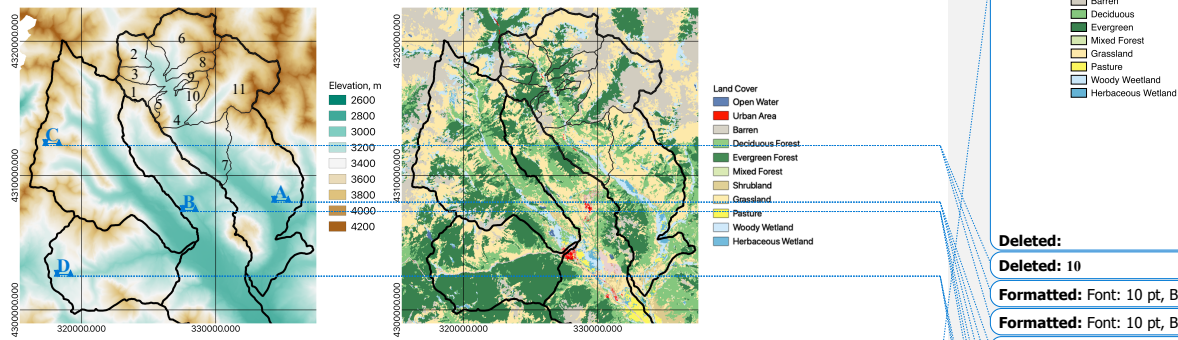 4320000.000
4310000.000
4300000.000
320000.000
330000.000
6
2
8
3
9
1
10
11
5
4
7
C
B
A
D
Elevation, m
2600
2800
3000
3200
3400
3600
3800
4000
4200
4320000.000
4310000.000
4300000.000
320000.000
330000.000
Land Cover
Open Water
Urban Area
Barren
Deciduous Forest
Evergreen Forest
Mixed Forest
Shrubland
Grassland
Pasture
Woody Wetland
Herbaceous Wetland
Barren
Deciduous
Evergreen
Mixed Forest
Grassland
Pasture
Woody Weetland
Herbaceous Wetland
Deleted:
Deleted: 10
Formatted: Font: 10 pt, B
Formatted: Font: 10 pt, B